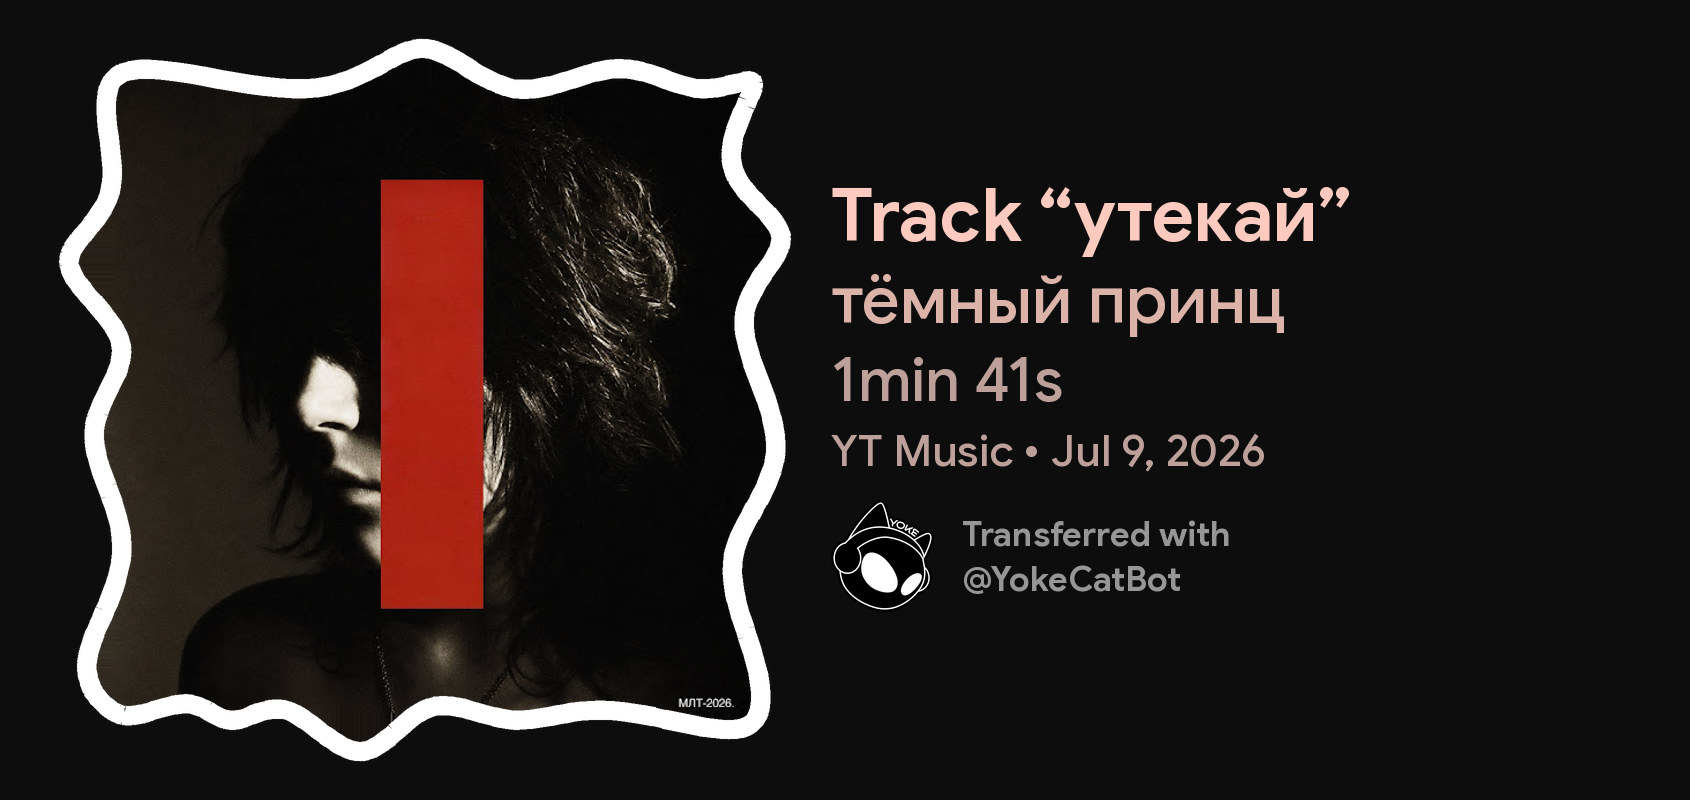 Track “утекай”
тёмный принц
1min 41s
YT Music • Jul 9, 2026
YOKE
Transferred with
@YokeCatBot
МЛТ-2026.